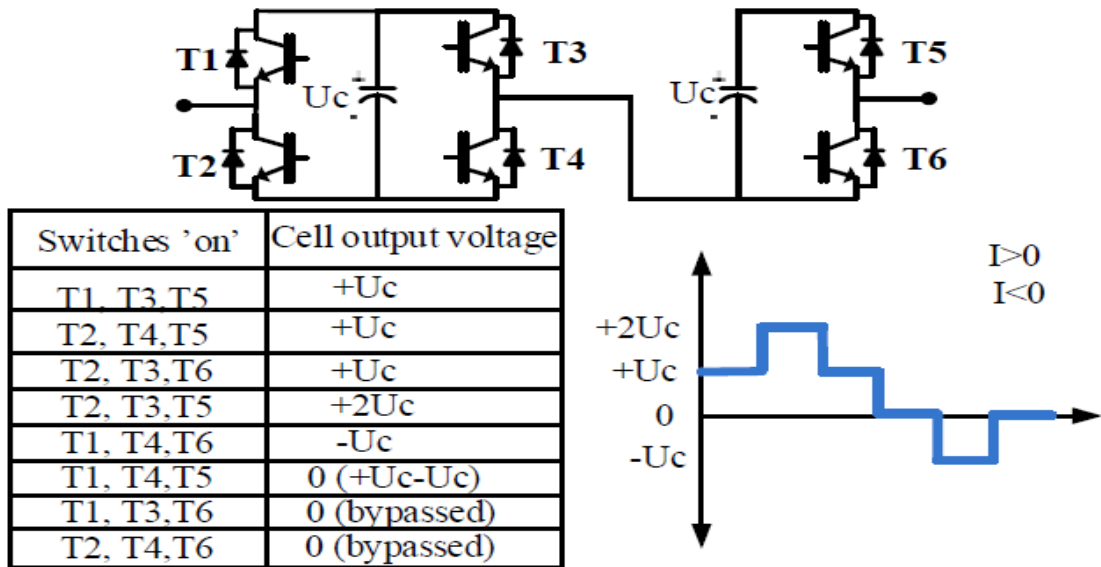 T1
T2
Uc
+
-
T3
T4
Uc
+
-
T5
T6
Switches ’on’ Cell output voltage
T1, T3,T5 +Uc
T2, T4,T5 +Uc
T2, T3,T6 +Uc
T2, T3,T5 +2Uc
T1, T4,T6 -Uc
T1, T4,T5 0 (+Uc-Uc)
T1, T3,T6 0 (bypassed)
T2, T4,T6 0 (bypassed)
I>0
I<0
+2Uc
+Uc
0
-Uc